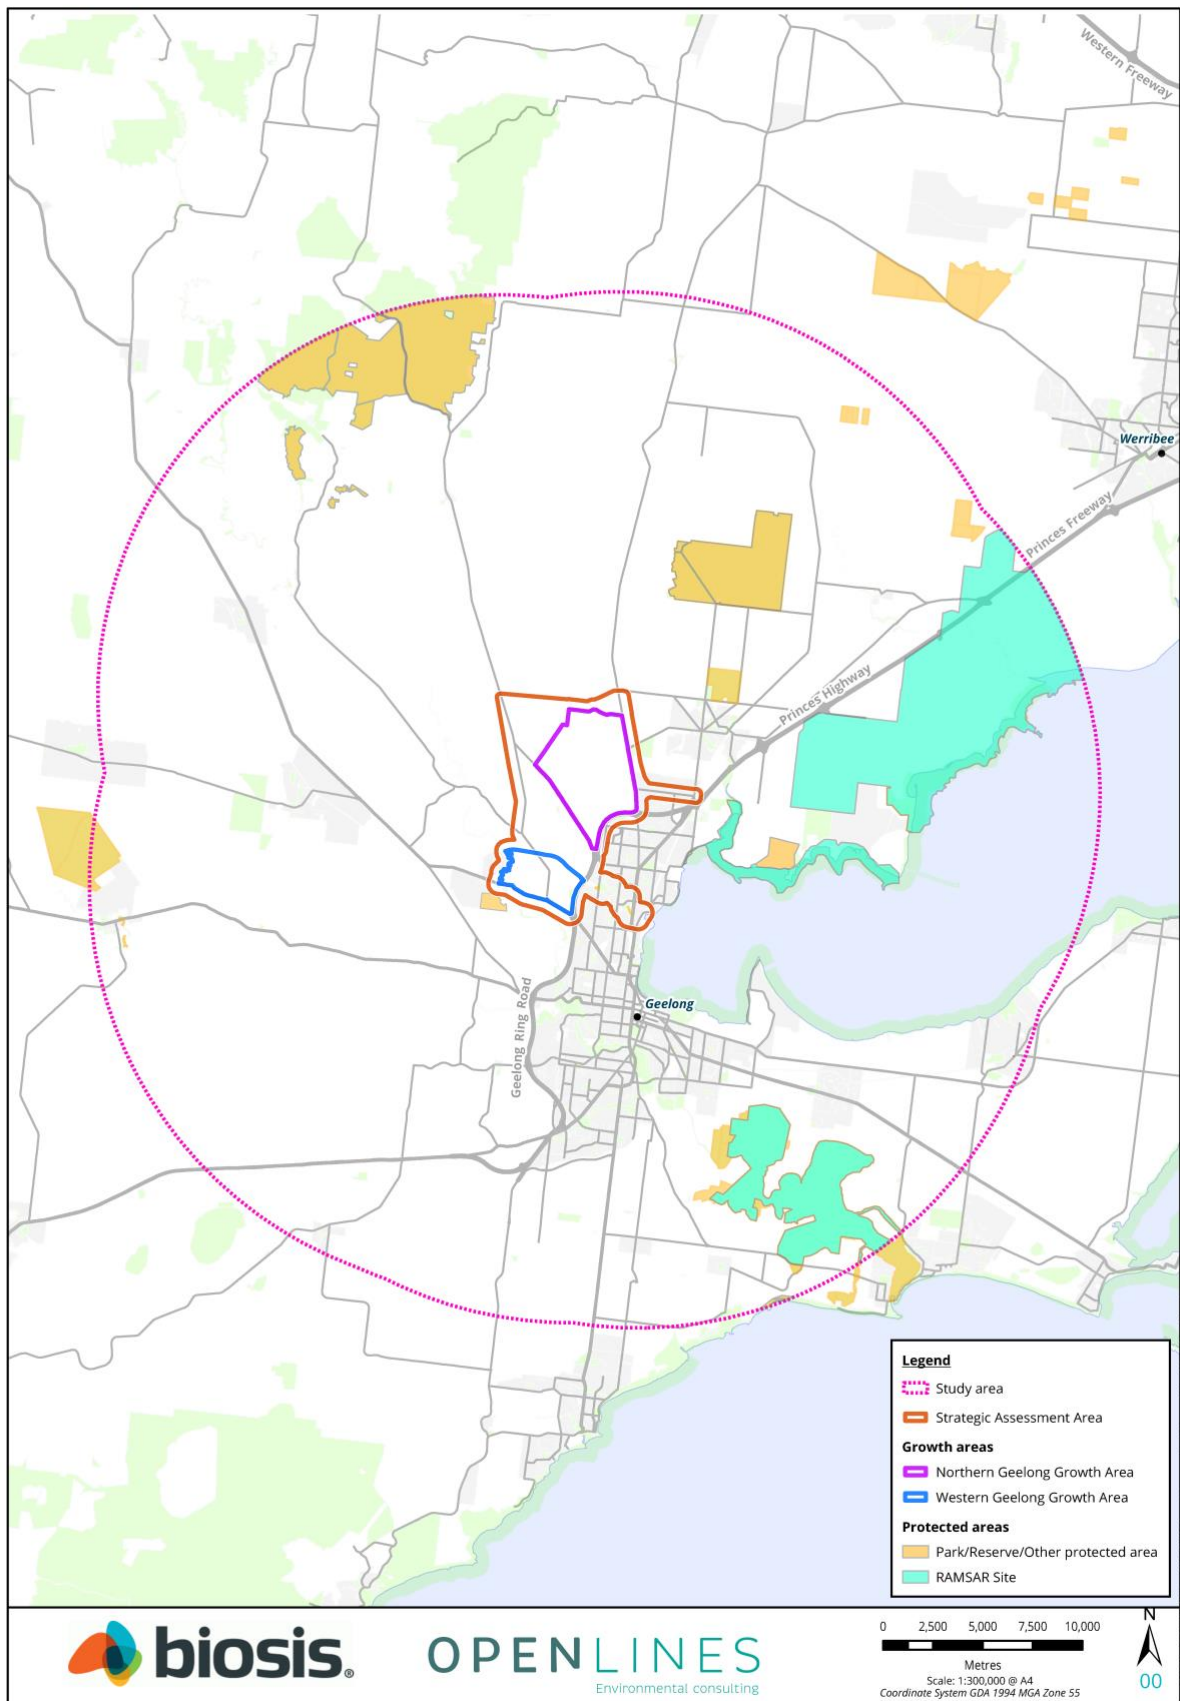 Western Freeway
Werribee
Princes Freeway
Princes Highway
Geelong
Geelong Ring Road
Legend
Study area
Strategic Assessment Area
Growth areas
Northern Geelong Growth Area
Western Geelong Growth Area
Protected areas
Park/Reserve/Other protected area
RAMSAR Site
biosis®
OPENLINES
Environmental consulting
0 2,500 5,000 7,500 10,000
Metres
Scale: 1:300,000 @ A4
Coordinate System GDA 1994 MGA Zone 55
N
00